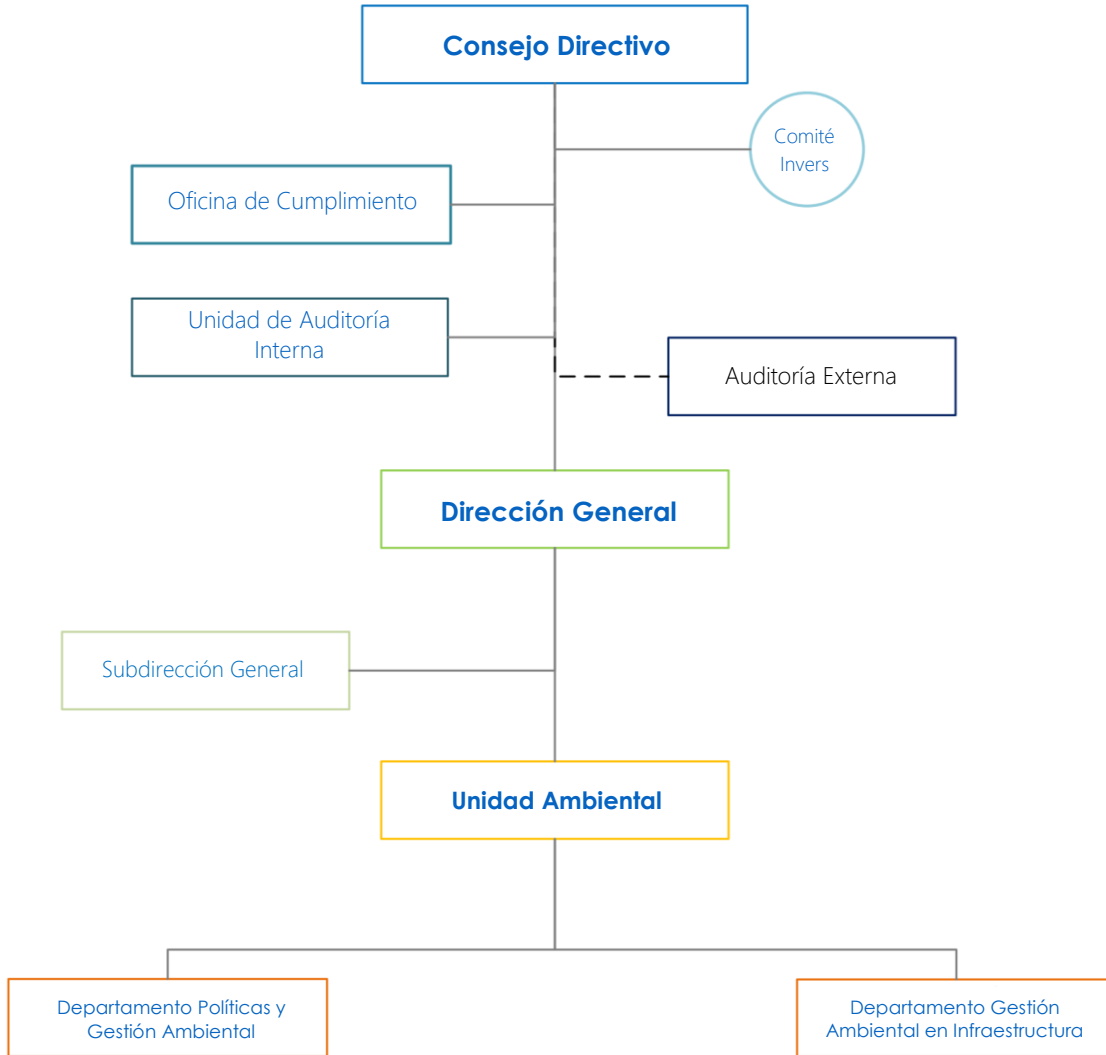 Consejo Directivo
Comité
Invers
Oficina de Cumplimiento
Unidad de Auditoría
Interna
Auditoría Externa
Dirección General
Subdirección General
Unidad Ambiental
Departamento Políticas y
Gestión Ambiental
Departamento Gestión
Ambiental en Infraestructura